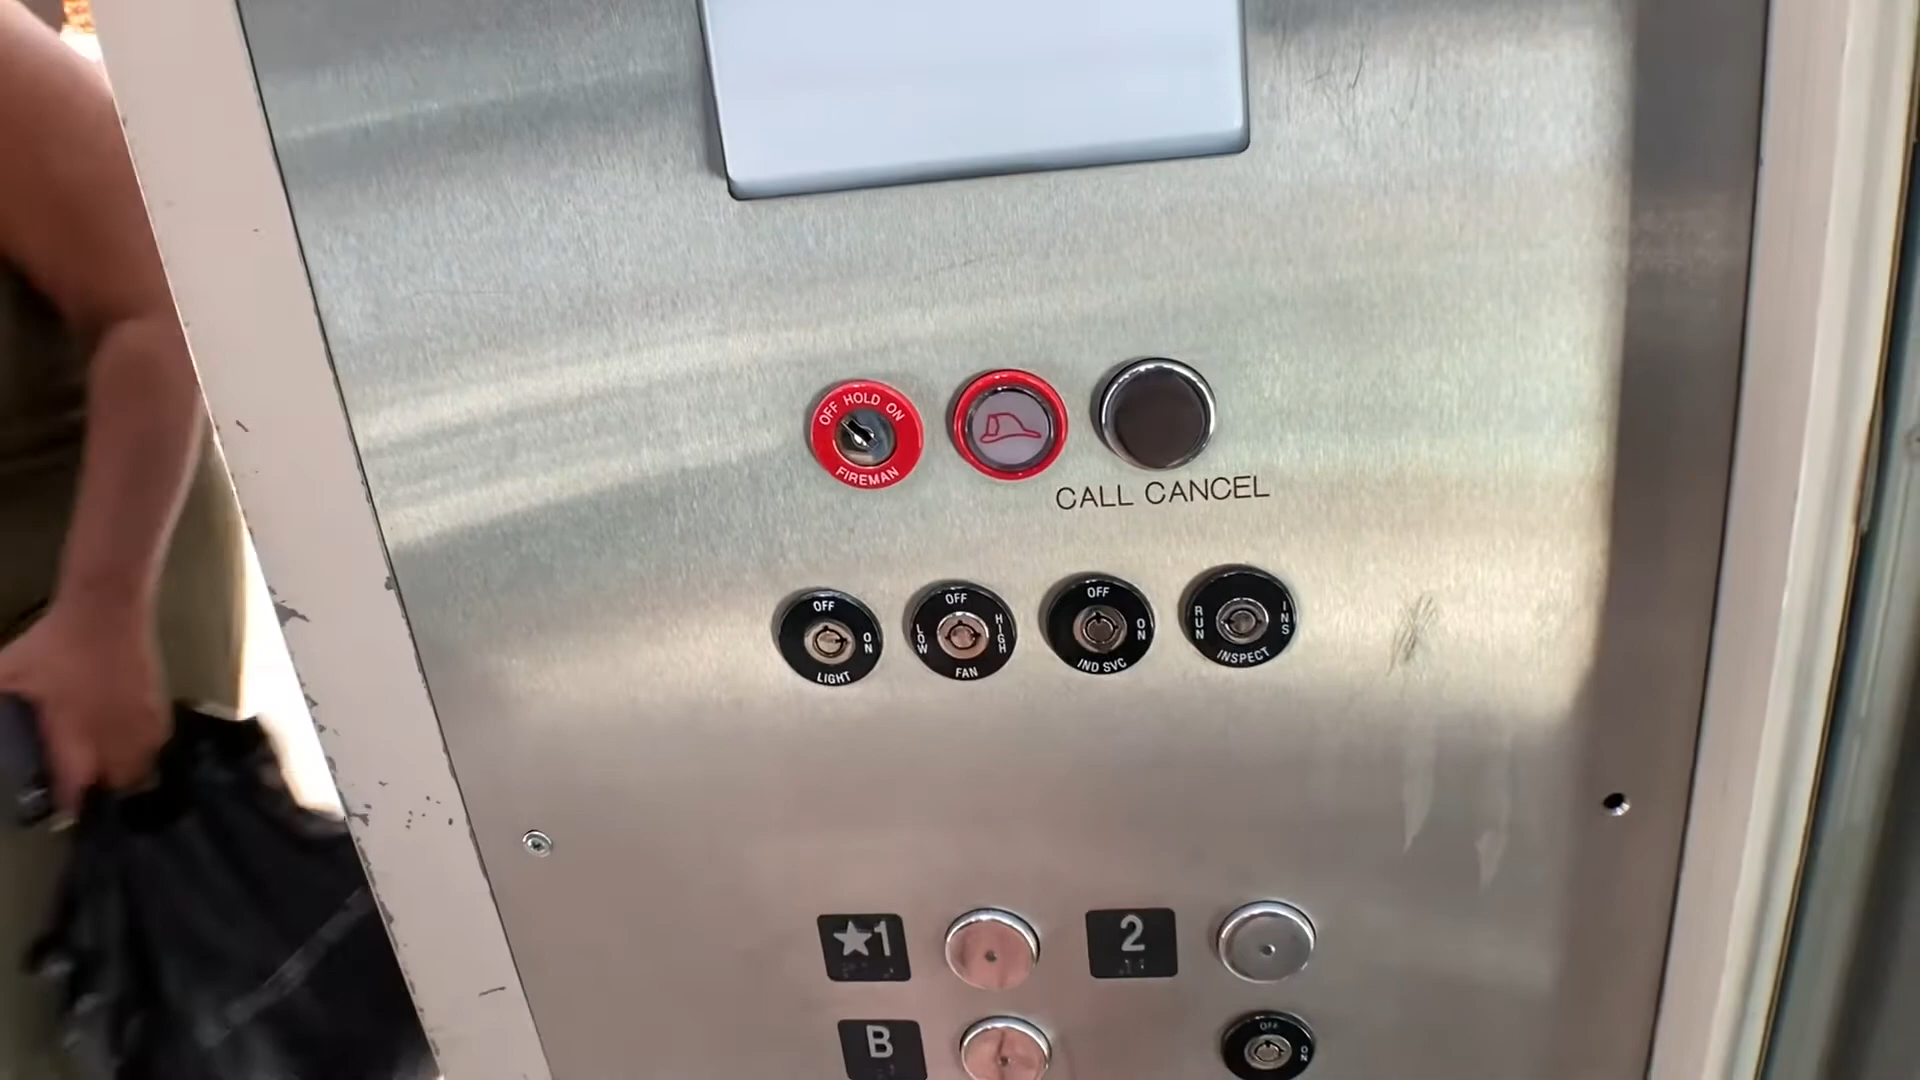 OFF HOLD ON
FIREMAN
CALL CANCEL
OFF
ON
LIGHT
OFF
LOW
HIGH
FAN
OFF
ON
IND SVC
RUN
INS
INSPECT
★1
2
B
OFF
ON